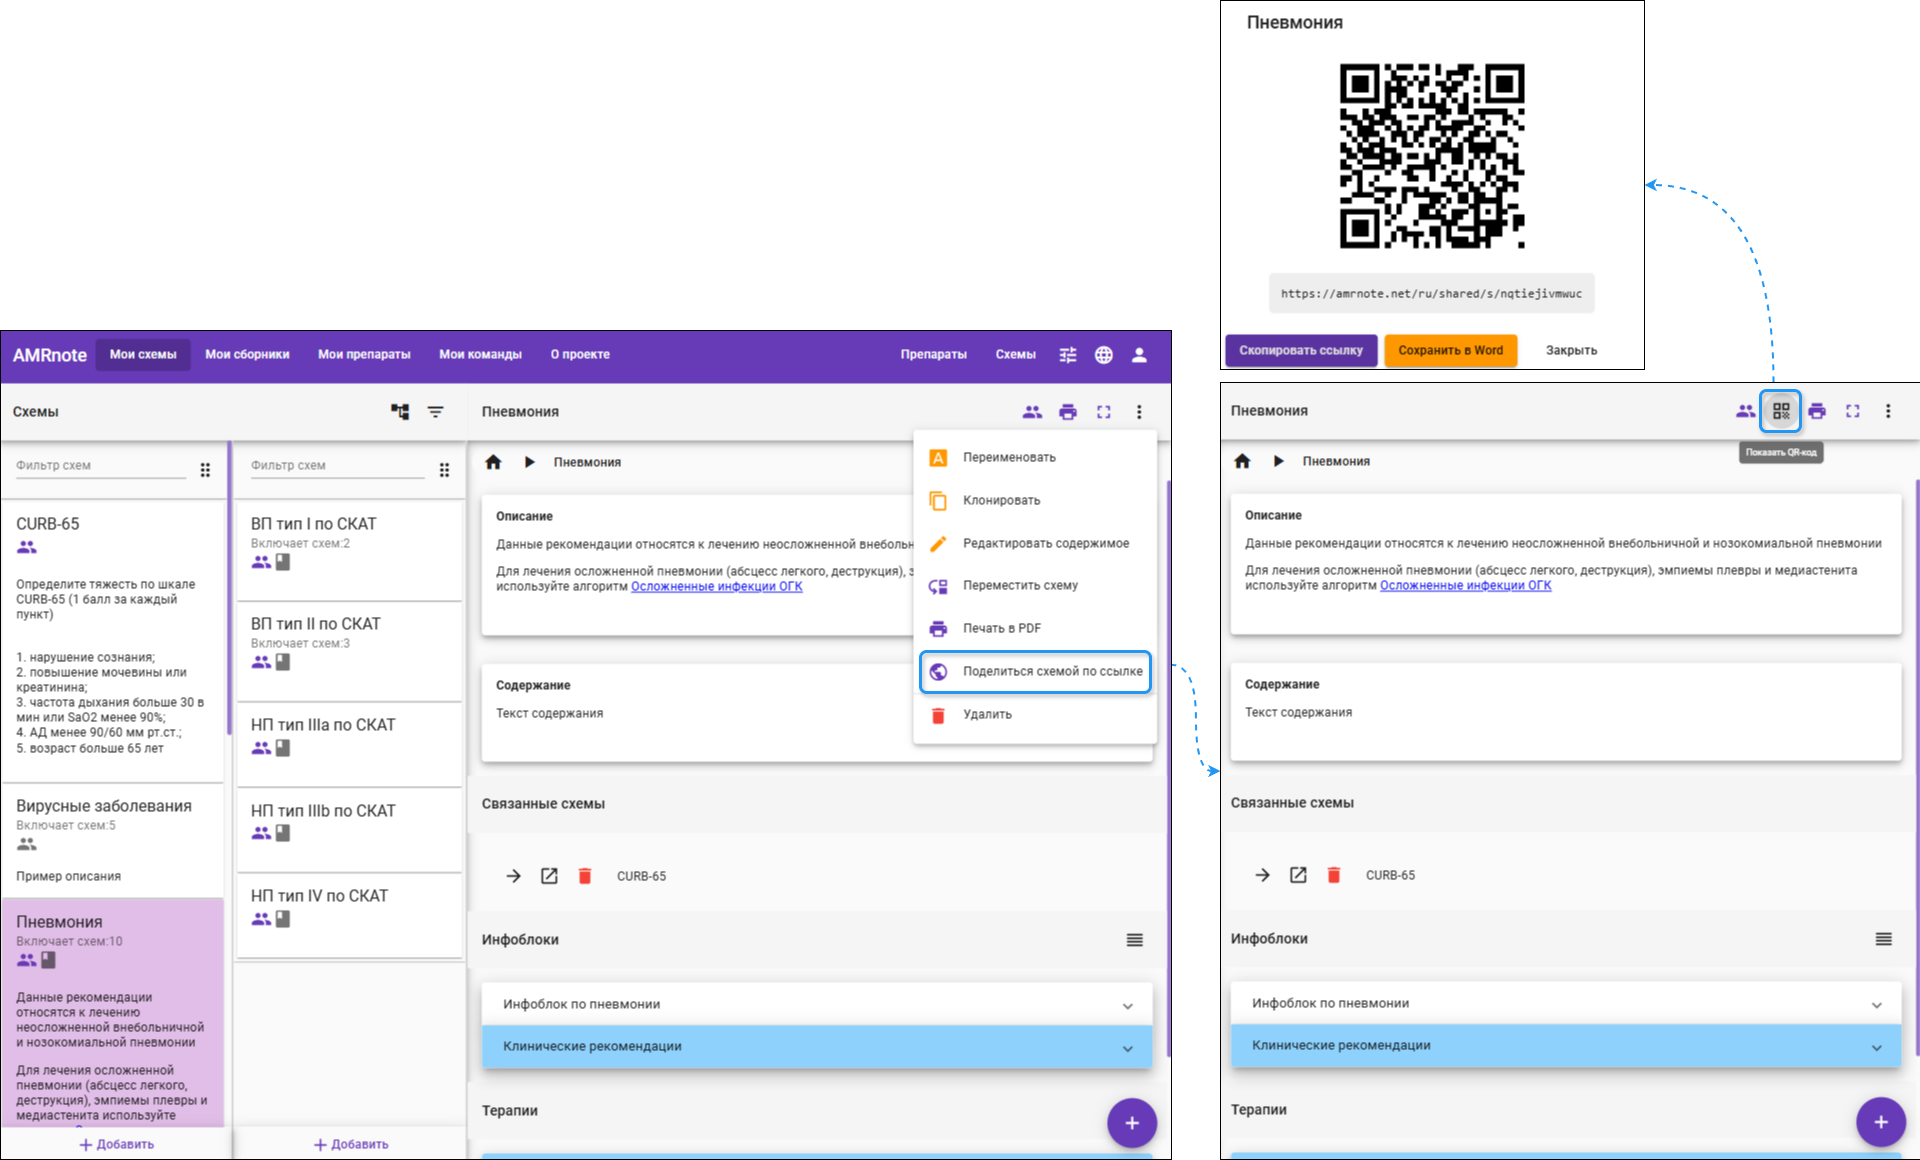 Пневмония
https://amrnote.net/ru/shared/s/nqtiejivmwuc
Скопировать ссылку
Сохранить в Word
Закрыть
AMRnote
Мои схемы
Мои сборники
Мои препараты
Мои команды
О проекте
Препараты
Схемы
Схемы
Фильтр схем
CURB-65
Определите тяжесть по шкале
CURB-65 (1 балл за каждый
пункт)
1. нарушение сознания;
2. повышение мочевины или
креатинина;
3. частота дыхания больше 30 в
мин или SaO2 менее 90%;
4. АД менее 90/60 мм рт.ст.;
5. возраст больше 65 лет
Вирусные заболевания
Включает схем:5
Пример описания
Пневмония
Включает схем:10
Данные рекомендации
относятся к лечению
неосложненной внебольничной
и нозокомиальной пневмонии
Для лечения осложненной
пневмонии (абсцесс легкого,
деструкция), эмпиемы плевры и
медиастенита используйте
Добавить
Фильтр схем
ВП тип I по СКАТ
Включает схем:2
ВП тип II по СКАТ
Включает схем:3
НП тип IIIa по СКАТ
НП тип IIIb по СКАТ
НП тип IV по СКАТ
Добавить
Пневмония
Пневмония
Описание
Данные рекомендации относятся к лечению неосложненной внебольн
Для лечения осложненной пневмонии (абсцесс легкого, деструкция), э
используйте алгоритм Осложненные инфекции ОГК
Содержание
Текст содержания
Переименовать
Клонировать
Редактировать содержимое
Переместить схему
Печать в PDF
Поделиться схемой по ссылке
Удалить
Связанные схемы
CURB-65
Инфоблоки
Инфоблок по пневмонии
Клинические рекомендации
Терапии
Пневмония
Показать QR-код
Пневмония
Описание
Данные рекомендации относятся к лечению неосложненной внебольничной и нозокомиальной пневмонии
Для лечения осложненной пневмонии (абсцесс легкого, деструкция), эмпиемы плевры и медиастенита
используйте алгоритм Осложненные инфекции ОГК
Содержание
Текст содержания
Связанные схемы
CURB-65
Инфоблоки
Инфоблок по пневмонии
Клинические рекомендации
Терапии